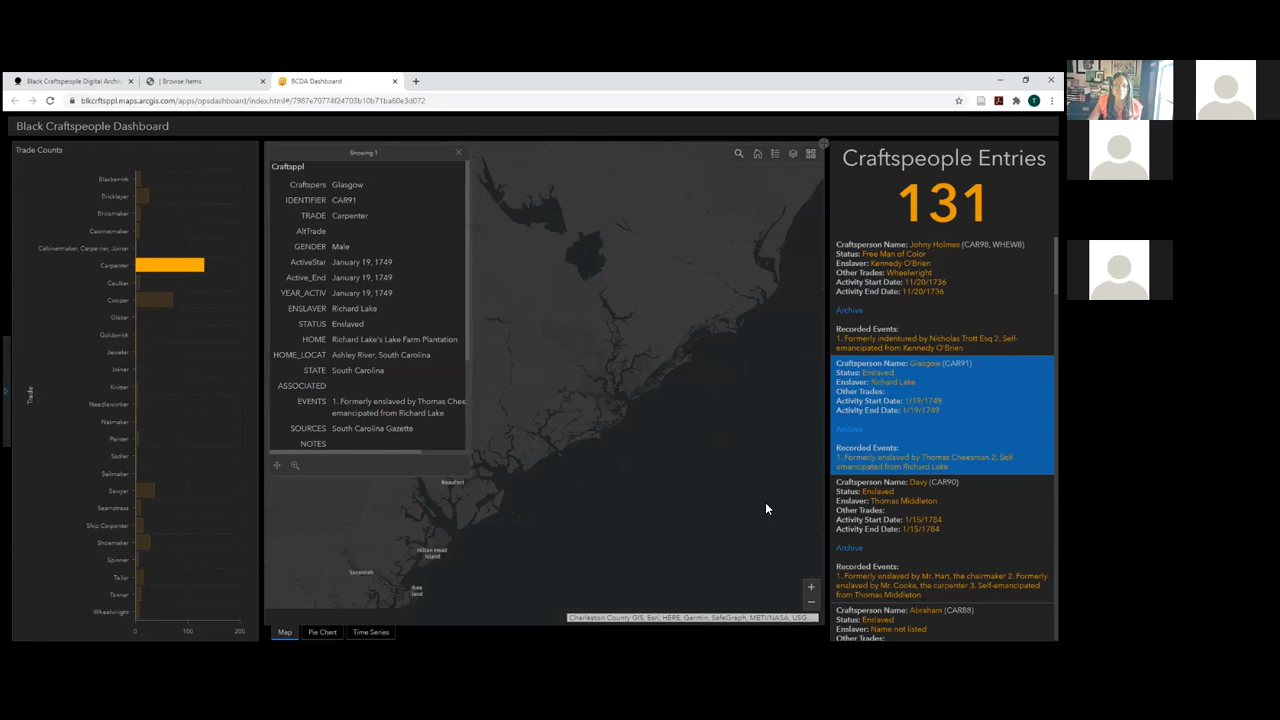 Black Craftspeople Digital Archiv
| Browse Items
BCDA Dashboard
blkcrftsppl.maps.arcgis.com/apps/opsdashboard/index.html#/7987e70774f24703b10b71ba60e3d072
T
Black Craftspeople Dashboard
Trade Counts
Trade
Blacksmith
Bricklayer
Brickmaker
Cabinetmaker
Cabinetmaker, Carpenter, Joiner
Carpenter
Caulker
Cooper
Glazer
Goldsmith
Jeweler
Joiner
Knitter
Needleworker
Netmaker
Painter
Sadler
Sailmaker
Sawyer
Seamstress
Ship Carpenter
Shoemaker
Spinner
Tailor
Tanner
Wheelwright
0 100 200
Showing 1
Craftsppl
Craftspers Glasgow
IDENTIFIER CAR91
TRADE Carpenter
AltTrade
GENDER Male
ActiveStar January 19, 1749
Active_End January 19, 1749
YEAR_ACTIV January 19, 1749
ENSLAVER Richard Lake
STATUS Enslaved
HOME Richard Lake's Lake Farm Plantation
HOME_LOCAT Ashley River, South Carolina
STATE South Carolina
ASSOCIATED
EVENTS 1. Formerly enslaved by Thomas Chee
emancipated from Richard Lake
SOURCES South Carolina Gazette
NOTES
Beaufort
Hilton Head
Island
Savannah
Charleston County GIS, Esri, HERE, Garmin, SafeGraph, METI/NASA, USG...
Map Pie Chart Time Series
Craftspeople Entries
131
Craftsperson Name: Johny Holmes (CAR98, WHEW8)
Status: Free Man of Color
Enslaver: Kennedy O'Brien
Other Trades: Wheelwright
Activity Start Date: 11/20/1736
Activity End Date: 11/20/1736
Archive
Recorded Events:
1. Formerly indentured by Nicholas Trott Esq 2. Self-
emancipated from Kennedy O'Brien
Craftsperson Name: Glasgow (CAR91)
Status: Enslaved
Enslaver: Richard Lake
Other Trades:
Activity Start Date: 1/19/1749
Activity End Date: 1/19/1749
Archive
Recorded Events:
1. Formerly enslaved by Thomas Cheesman 2. Self-
emancipated from Richard Lake
Craftsperson Name: Davy (CAR90)
Status: Enslaved
Enslaver: Thomas Middleton
Other Trades:
Activity Start Date: 1/15/1784
Activity End Date: 1/15/1784
Archive
Recorded Events:
1. Formerly enslaved by Mr. Hart, the chairmaker 2. Formerly
enslaved by Mr. Cooke, the carpenter 3. Self-emancipated
from Thomas Middleton
Craftsperson Name: Abraham (CAR88)
Status: Enslaved
Enslaver: Name not listed
Other Trades: